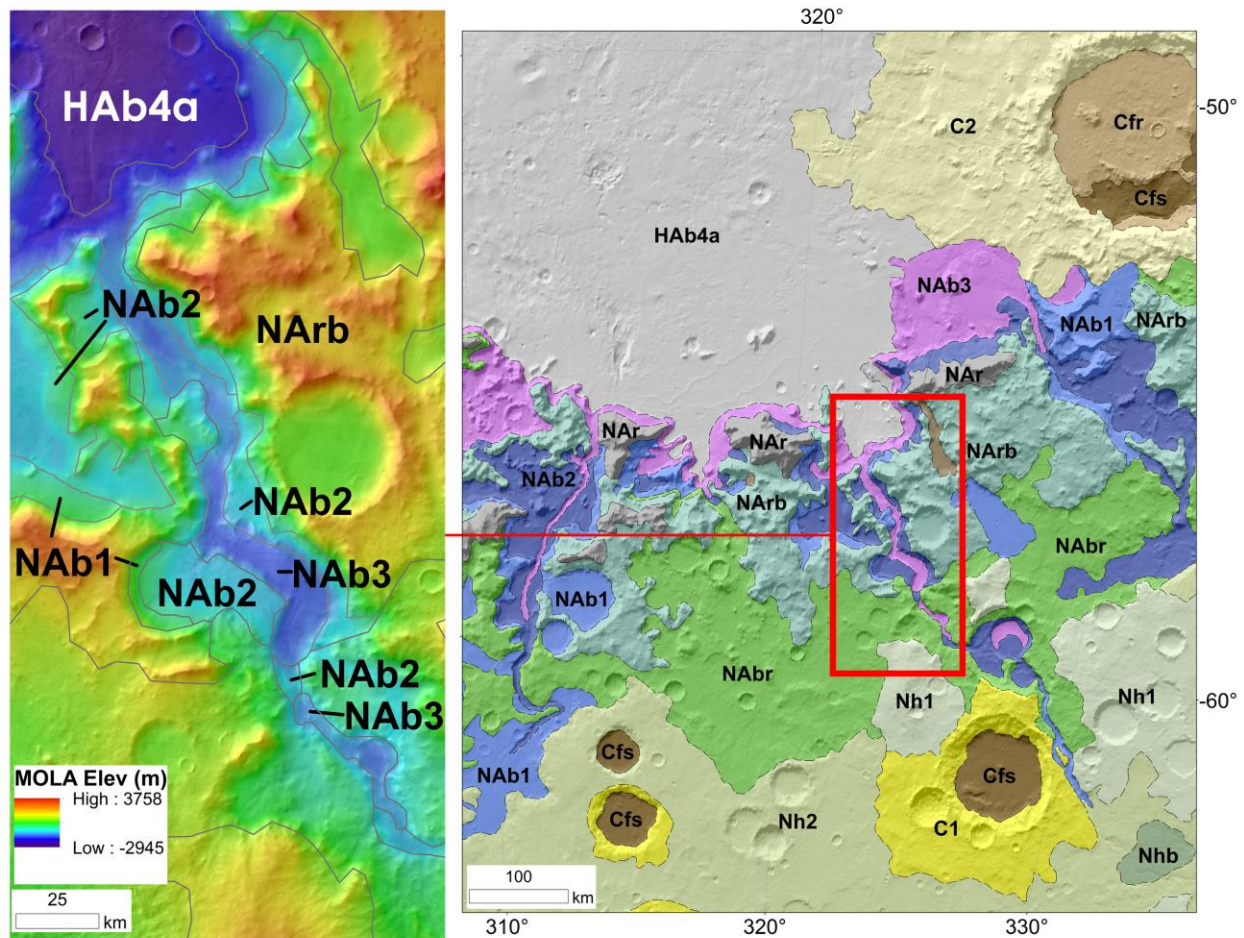 HAb4a
NAb2
NArb
NAb2
NAb1
NAb2
NAb3
NAb2
NAb3
MOLA Elev (m)
High : 3758
Low : -2945
25
km
320°
-50°
C2
Cfr
Cfs
HAb4a
NAb3
NAb1
NArb
NAr
NAr
NAr
NArb
NAb2
NArb
NAbr
NAb1
NAbr
Nh1
Nh1
-60°
Cfs
Cfs
NAb1
Cfs
C1
Nh2
Nhb
100
km
310°
320°
330°